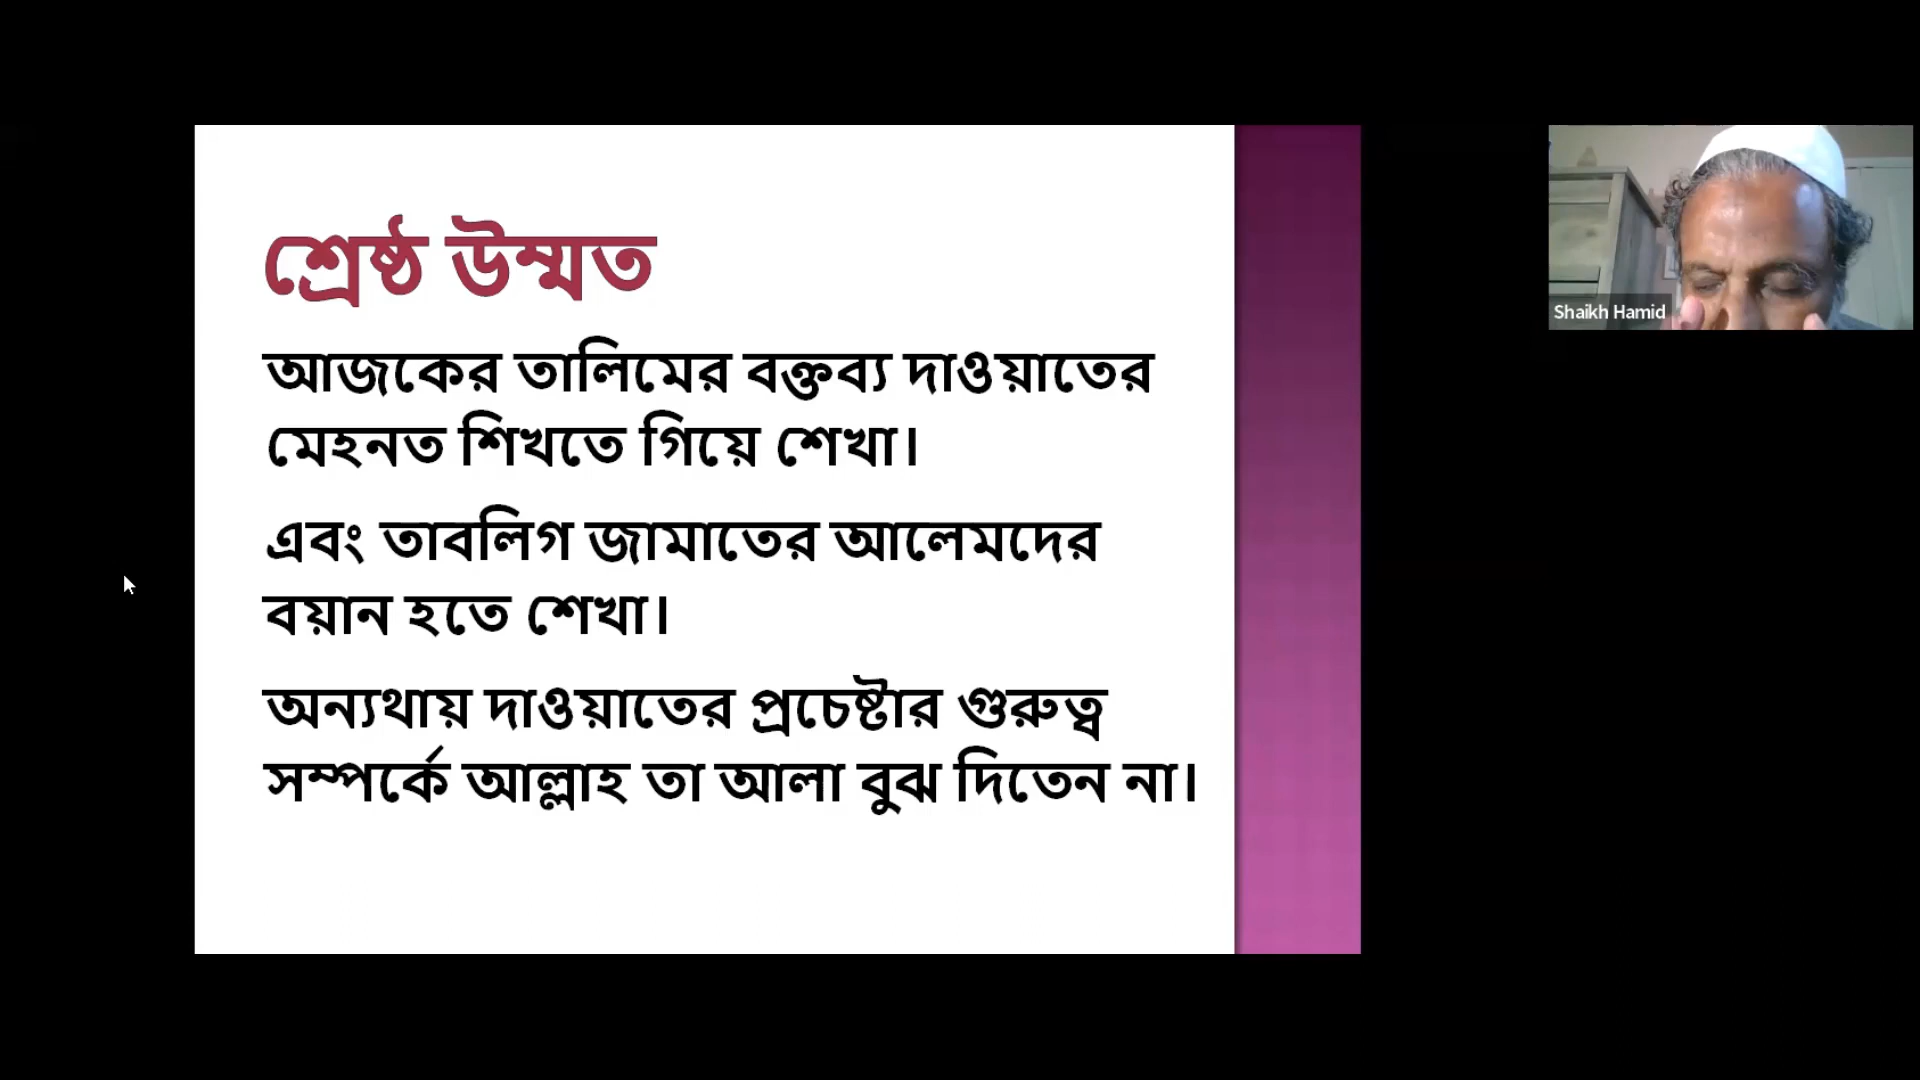 শ্রেষ্ঠ উম্মত
আজকের তালিমের বক্তব্য দাওয়াতের
মেহনত শিখতে গিয়ে শেখা।
এবং তাবলিগ জামাতের আলেমদের
বয়ান হতে শেখা।
অন্যথায় দাওয়াতের প্রচেষ্টার গুরুত্ব
সম্পর্কে আল্লাহ তা আলা বুঝ দিতেন না।
Shaikh Hamid